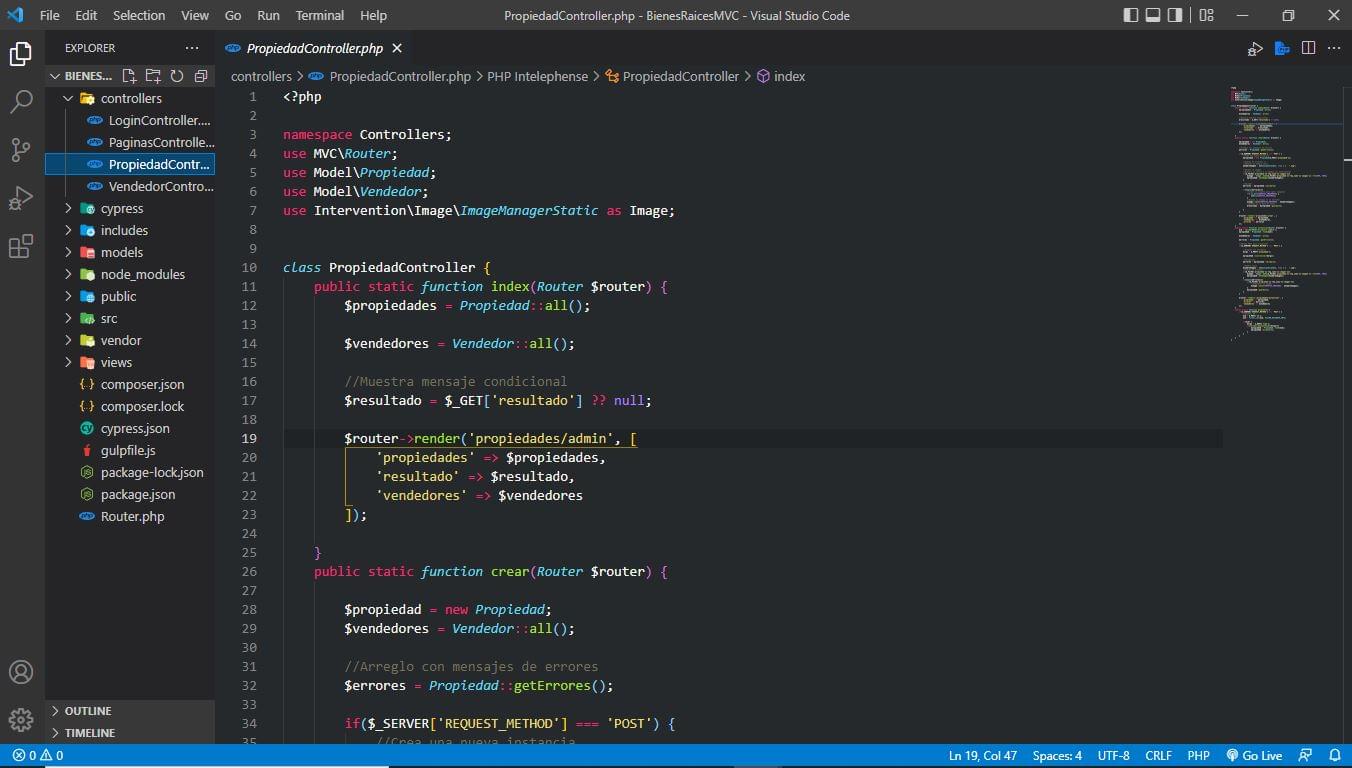 File Edit Selection View Go Run Terminal Help
PropiedadController.php - BienesRaicesMVC - Visual Studio Code
EXPLORER
PropiedadController.php
BIENES...
controllers > PropiedadController.php > PHP Intelephense > PropiedadController > index
controllers
LoginController....
PaginasControlle...
PropiedadContr...
VendedorContro...
cypress
includes
models
node_modules
public
src
vendor
views
composer.json
composer.lock
cypress.json
gulpfile.js
package-lock.json
package.json
Router.php
OUTLINE
TIMELINE
1 <?php
2
3 namespace Controllers;
4 use MVC\Router;
5 use Model\Propiedad;
6 use Model\Vendedor;
7 use Intervention\Image\ImageManagerStatic as Image;
8
9
10 class PropiedadController {
11 public static function index(Router $router) {
12 $propiedades = Propiedad::all();
13
14 $vendedores = Vendedor::all();
15
16 //Muestra mensaje condicional
17 $resultado = $_GET['resultado'] ?? null;
18
19 $router->render('propiedades/admin', [
20 'propiedades' => $propiedades,
21 'resultado' => $resultado,
22 'vendedores' => $vendedores
23 ]);
24
25 }
26 public static function crear(Router $router) {
27
28 $propiedad = new Propiedad;
29 $vendedores = Vendedor::all();
30
31 //Arreglo con mensajes de errores
32 $errores = Propiedad::getErrores();
33
34 if($_SERVER['REQUEST_METHOD'] === 'POST') {
35 //Crea una nueva instancia
0 0
Ln 19, Col 47 Spaces: 4 UTF-8 CRLF PHP Go Live